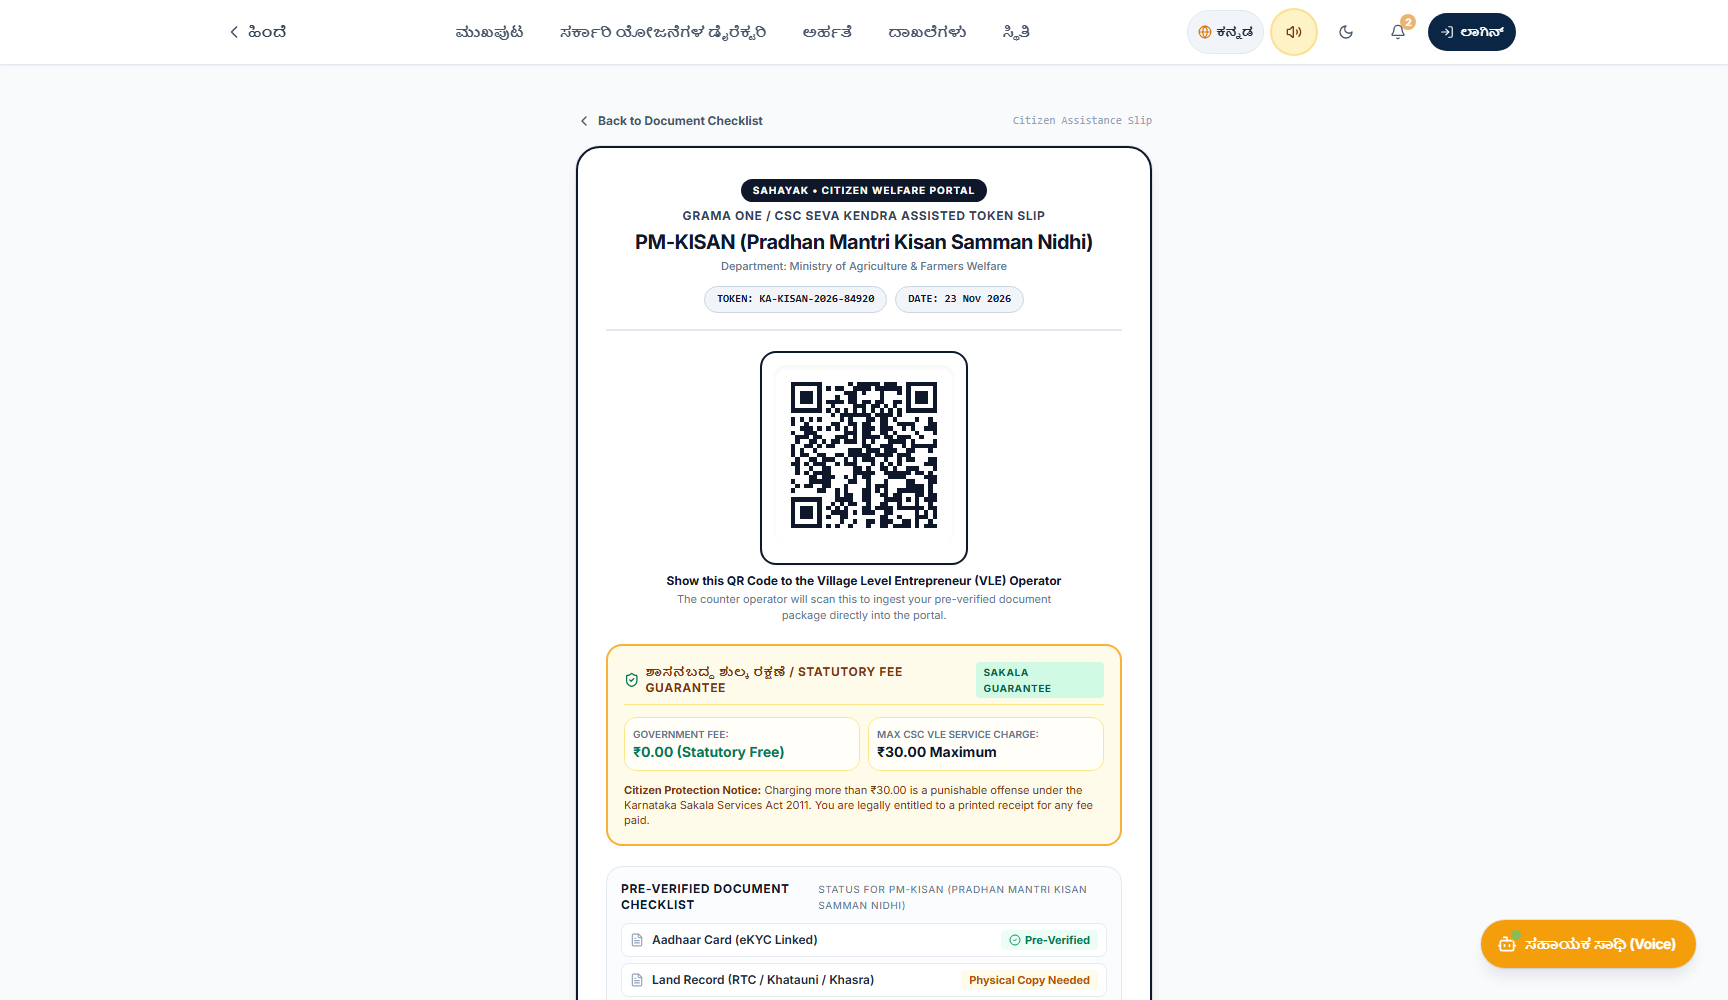 ಹಿಂದೆ
ಮುಖಪುಟ
ಸರ್ಕಾರಿ ಯೋಜನೆಗಳ ಡೈರೆಕ್ಟರಿ
ಅರ್ಹತೆ
ದಾಖಲೆಗಳು
ಸ್ಥಿತಿ
ಕನ್ನಡ
2
ಲಾಗಿನ್
Back to Document Checklist
Citizen Assistance Slip
SAHAYAK • CITIZEN WELFARE PORTAL
GRAMA ONE / CSC SEVA KENDRA ASSISTED TOKEN SLIP
PM-KISAN (Pradhan Mantri Kisan Samman Nidhi)
Department: Ministry of Agriculture & Farmers Welfare
TOKEN: KA-KISAN-2026-84920
DATE: 23 Nov 2026
Show this QR Code to the Village Level Entrepreneur (VLE) Operator
The counter operator will scan this to ingest your pre-verified document
package directly into the portal.
ಶಾಸನಬದ್ಧ ಶುಲ್ಕ ರಕ್ಷಣೆ / STATUTORY FEE
GUARANTEE
SAKALA
GUARANTEE
GOVERNMENT FEE:
₹0.00 (Statutory Free)
MAX CSC VLE SERVICE CHARGE:
₹30.00 Maximum
Citizen Protection Notice: Charging more than ₹30.00 is a punishable offense under the
Karnataka Sakala Services Act 2011. You are legally entitled to a printed receipt for any fee
paid.
PRE-VERIFIED DOCUMENT
CHECKLIST
STATUS FOR PM-KISAN (PRADHAN MANTRI KISAN
SAMMAN NIDHI)
Aadhaar Card (eKYC Linked)
Pre-Verified
Land Record (RTC / Khatauni / Khasra)
Physical Copy Needed
ಸಹಾಯಕ ಸಾಥಿ (Voice)